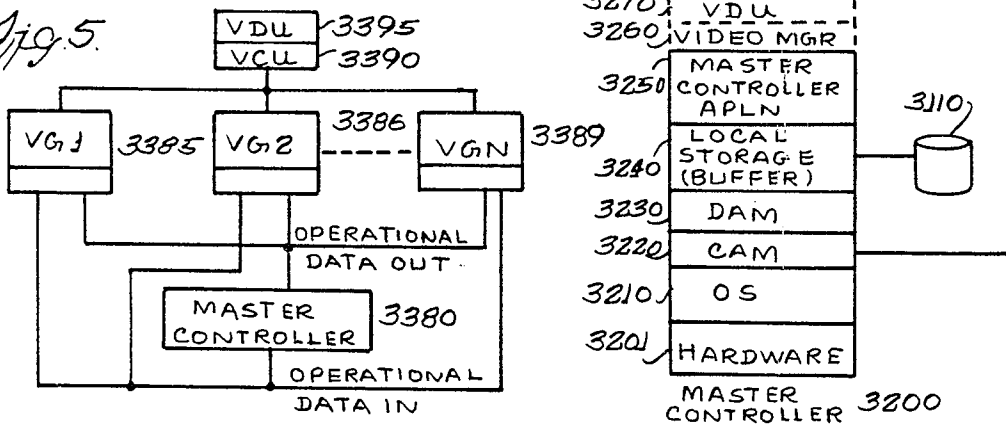 Fig. 5.
VDU 3395
VCU 3390
VG1 3385
VG2 3386
VGN 3389
OPERATIONAL
DATA OUT
MASTER
CONTROLLER 3380
OPERATIONAL
DATA IN
3270 VDU
3260 VIDEO MGR
3250 MASTER
CONTROLLER
APLN
3240 LOCAL
STORAGE
(BUFFER)
3110
3230 DAM
3220 CAM
3210 OS
3201 HARDWARE
MASTER
CONTROLLER 3200